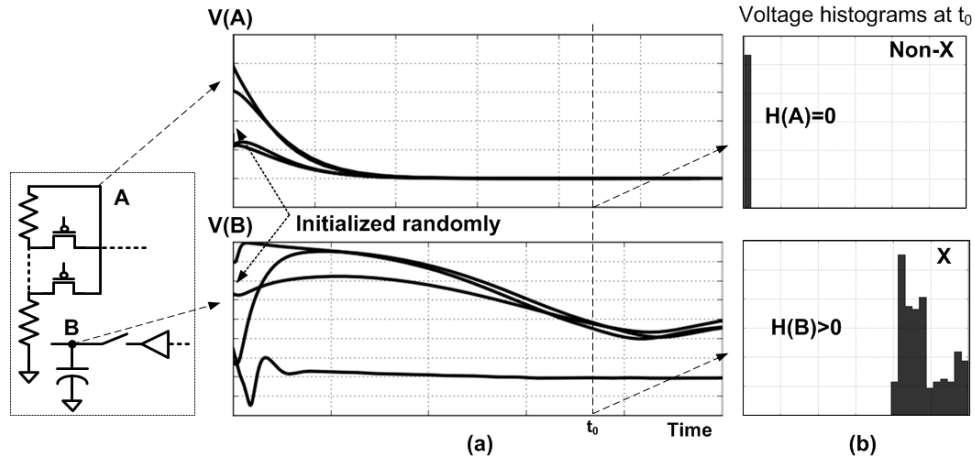 V(A)
Voltage histograms at t0
Non-X
H(A)=0
A
Initialized randomly
V(B)
X
B
H(B)>0
t0
Time
(a)
(b)